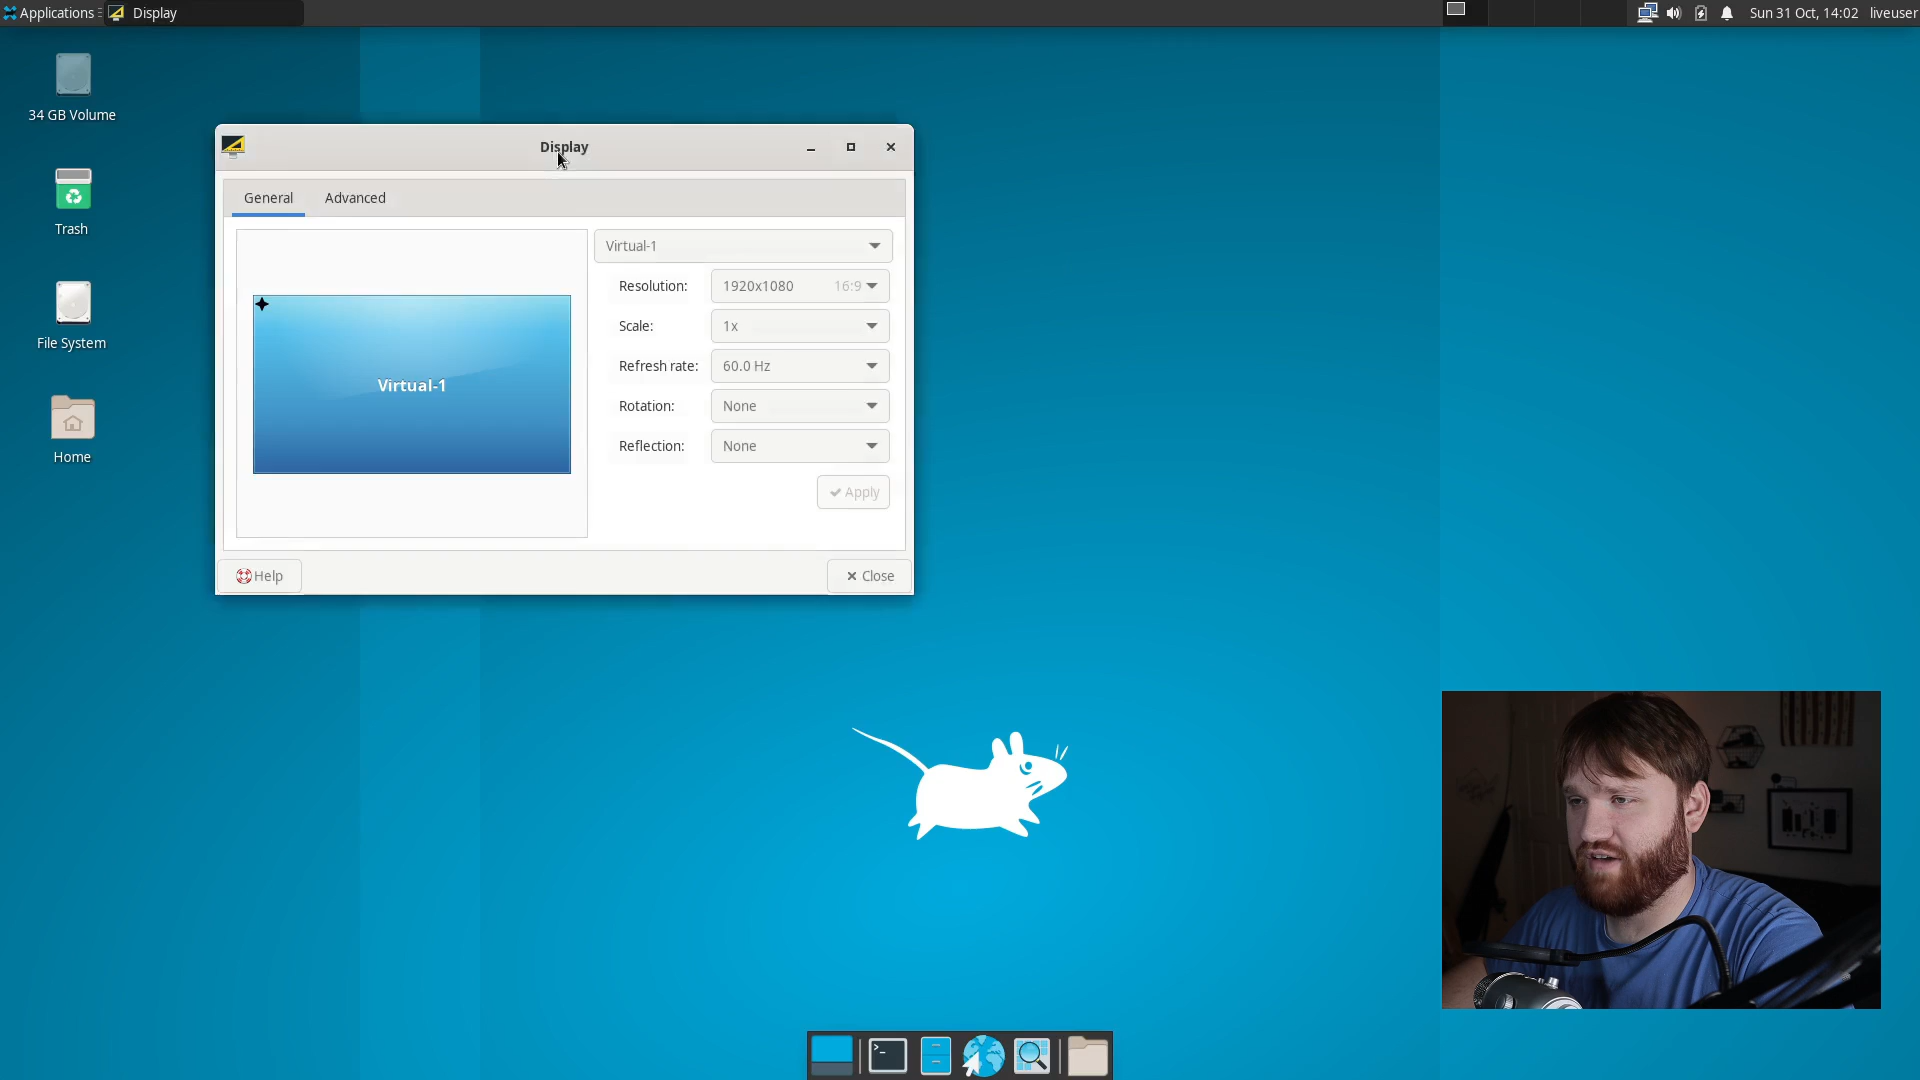 Applications
Display
Sun 31 Oct, 14:02
liveuser
34 GB Volume
Trash
File System
Home
Display
General
Advanced
Virtual-1
Virtual-1
Resolution: 1920x1080 16:9
Scale: 1x
Refresh rate: 60.0 Hz
Rotation: None
Reflection: None
Apply
Help
Close